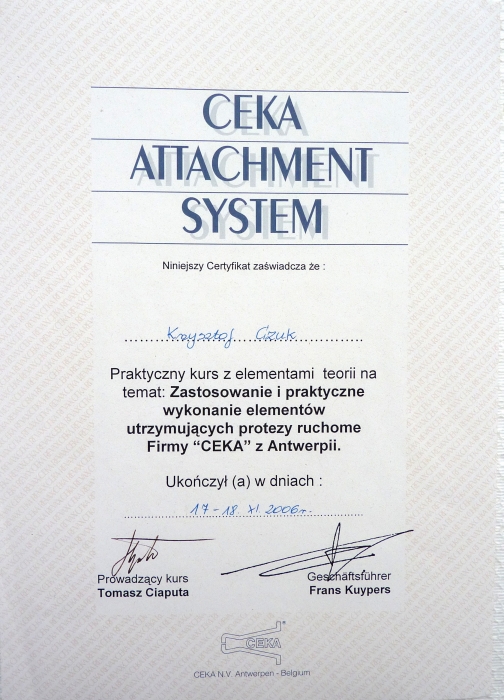 CEKA
ATTACHMENT
SYSTEM
Niniejszy Certyfikat zaświadcza że :
Krzysztof Cizuk
Praktyczny kurs z elementami teorii na
temat: Zastosowanie i praktyczne
wykonanie elementów
utrzymujących protezy ruchome
Firmy “CEKA” z Antwerpii.
Ukończył (a) w dniach :
17-18. XI. 2006r.
Prowadzący kurs
Tomasz Ciaputa
Geschäftsführer
Frans Kuypers
CEKA
CEKA N.V. Antwerpen - Belgium